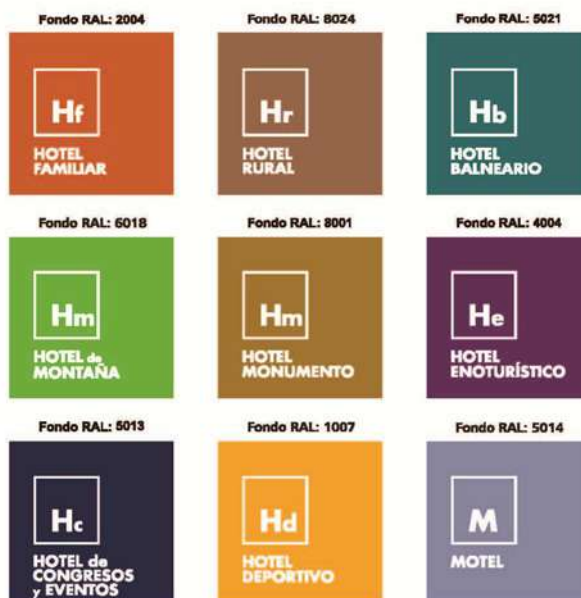 Fondo RAL: 2004
Hf
HOTEL
FAMILIAR
Fondo RAL: 8024
Hr
HOTEL
RURAL
Fondo RAL: 5021
Hb
HOTEL
BALNEARIO
Fondo RAL: 6018
Hm
HOTEL de
MONTAÑA
Fondo RAL: 8001
Hm
HOTEL
MONUMENTO
Fondo RAL: 4004
He
HOTEL
ENOTURÍSTICO
Fondo RAL: 5013
Hc
HOTEL de
CONGRESOS
y EVENTOS
Fondo RAL: 1007
Hd
HOTEL
DEPORTIVO
Fondo RAL: 5014
M
MOTEL